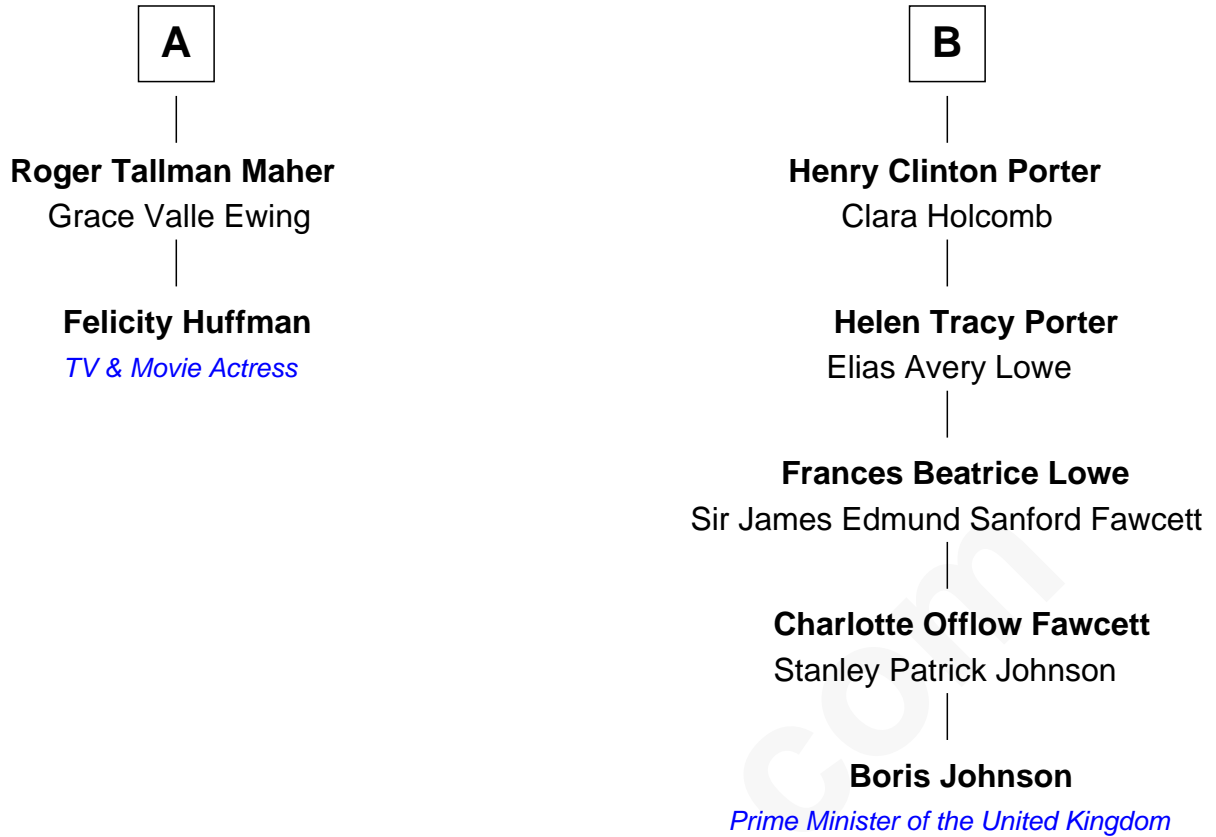 A
Roger Tallman Maher
Grace Valle Ewing
Felicity Huffman
TV & Movie Actress
B
Henry Clinton Porter
Clara Holcomb
Helen Tracy Porter
Elias Avery Lowe
Frances Beatrice Lowe
Sir James Edmund Sanford Fawcett
Charlotte Offlow Fawcett
Stanley Patrick Johnson
Boris Johnson
Prime Minister of the United Kingdom
com